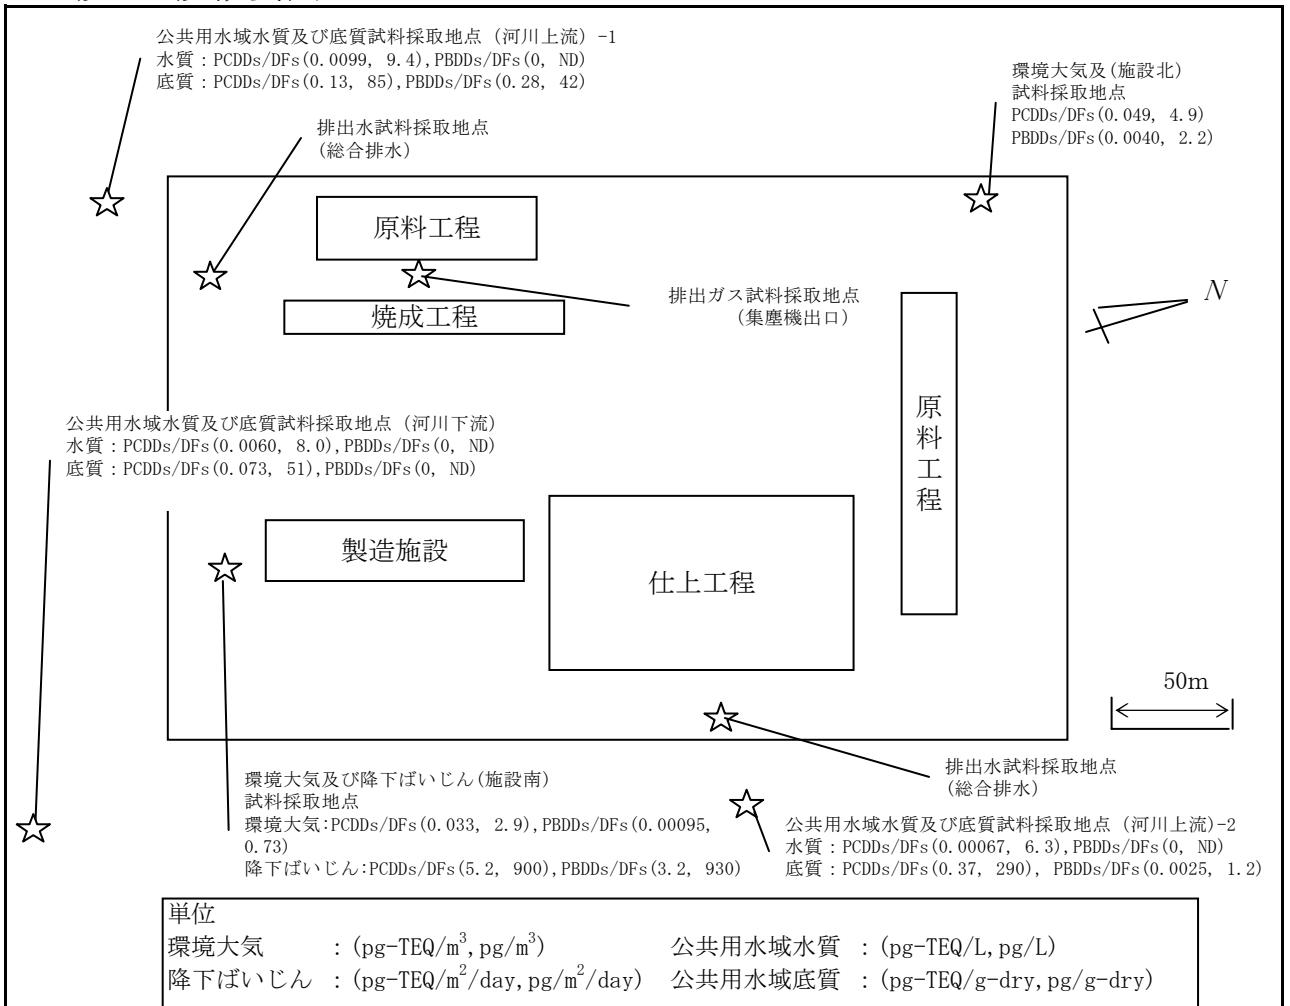 公共用水域水質及び底質試料採取地点 (河川上流) -1
水質：PCDDs/DFs(0.0099, 9.4),PBDDs/DFs(0, ND)
底質：PCDDs/DFs(0.13, 85),PBDDs/DFs(0.28, 42)
環境大気及(施設北)
試料採取地点
PCDDs/DFs(0.049, 4.9)
PBDDs/DFs(0.0040, 2.2)
排出水試料採取地点
(総合排水)
原料工程
排出ガス試料採取地点
(集塵機出口)
N
焼成工程
原料工程
公共用水域水質及び底質試料採取地点 (河川下流)
水質：PCDDs/DFs(0.0060, 8.0),PBDDs/DFs(0, ND)
底質：PCDDs/DFs(0.073, 51),PBDDs/DFs(0, ND)
製造施設
仕上工程
50m
排出水試料採取地点
(総合排水)
環境大気及び降下ばいじん(施設南)
試料採取地点
環境大気:PCDDs/DFs(0.033, 2.9),PBDDs/DFs(0.00095,
0.73)
降下ばいじん:PCDDs/DFs(5.2, 900),PBDDs/DFs(3.2, 930)
公共用水域水質及び底質試料採取地点 (河川上流)-2
水質：PCDDs/DFs(0.00067, 6.3),PBDDs/DFs(0, ND)
底質：PCDDs/DFs(0.37, 290), PBDDs/DFs(0.0025, 1.2)
単位
環境大気 ：(pg-TEQ/m³,pg/m³) 公共用水域水質 ：(pg-TEQ/L,pg/L)
降下ばいじん ：(pg-TEQ/m²/day,pg/m²/day) 公共用水域底質 ：(pg-TEQ/g-dry,pg/g-dry)